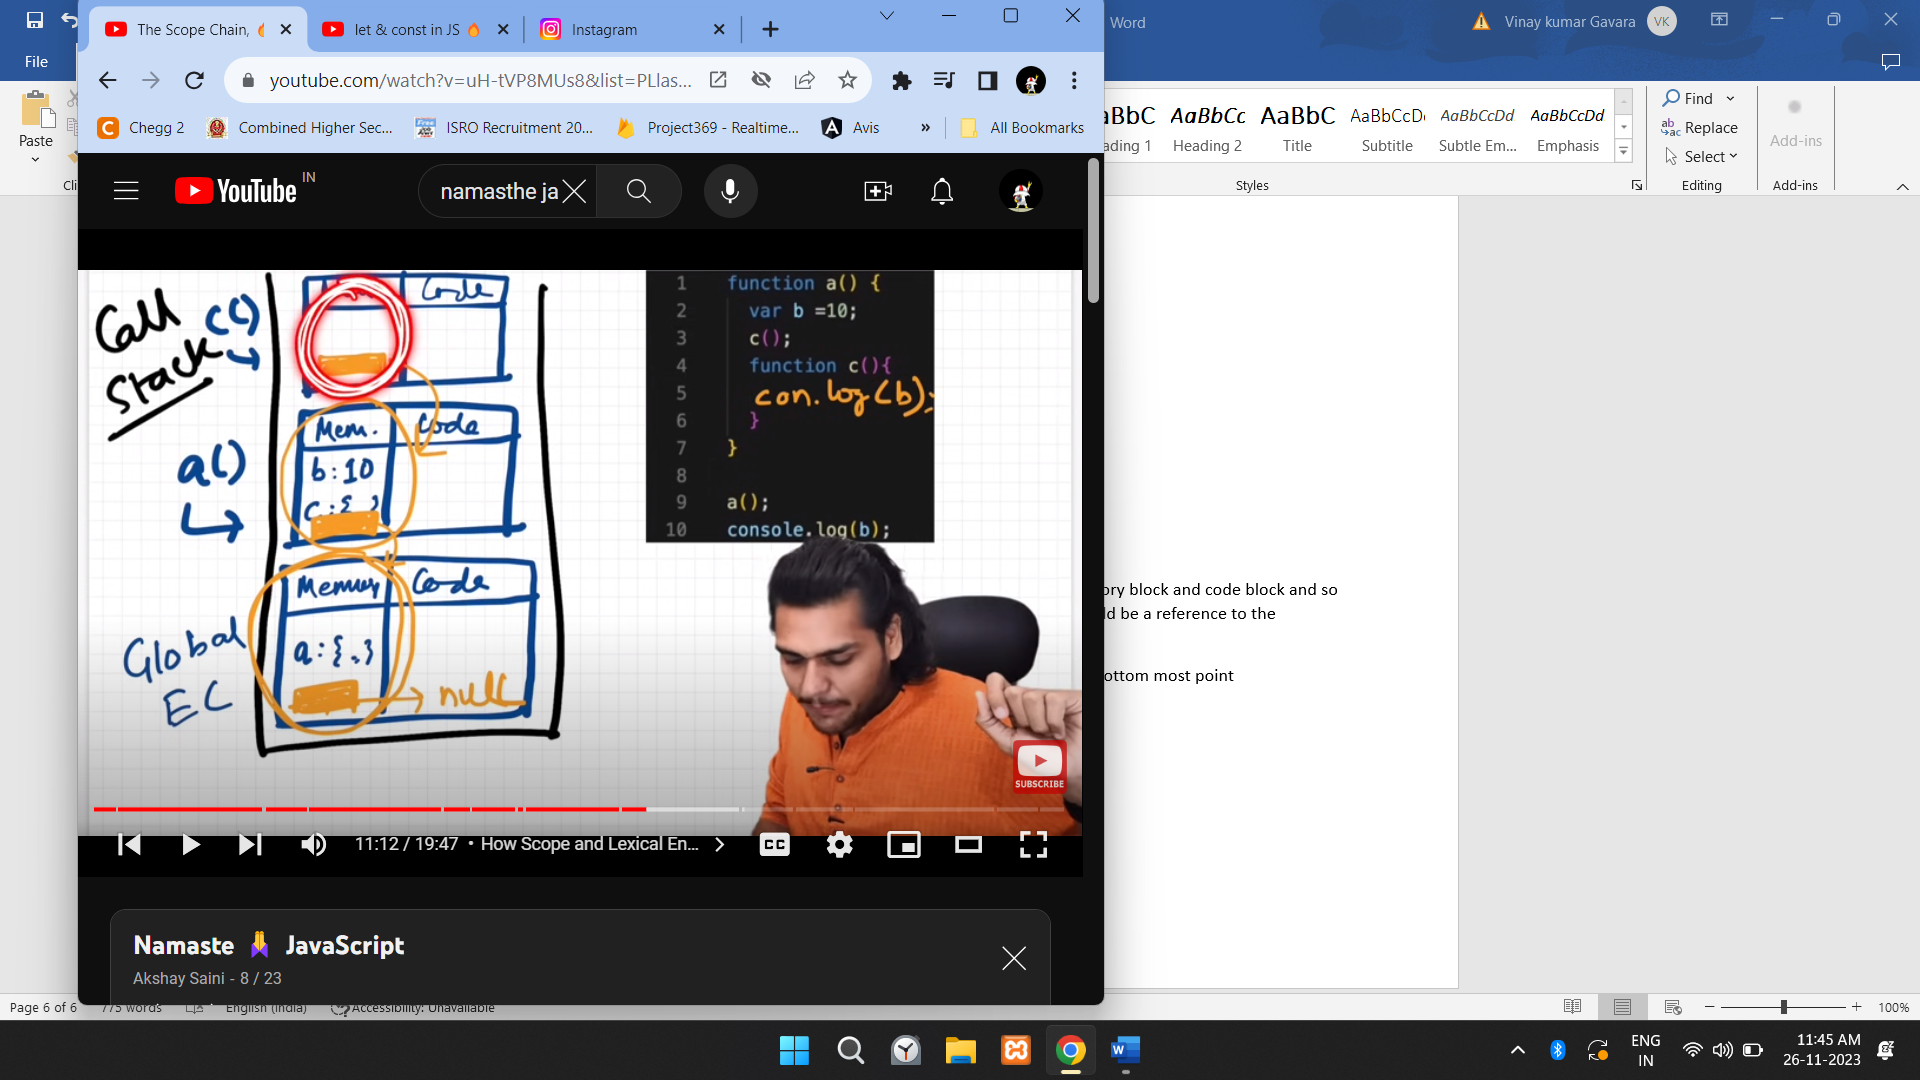 The Scope Chain,
let & const in JS
Instagram
Word
Vinay kumar Gavara
VK
File
youtube.com/watch?v=uH-tVP8MUs8&list=PLlas...
Chegg 2
Combined Higher Sec...
ISRO Recruitment 20...
Project369 - Realtime...
Avis
»
All Bookmarks
Paste
AaBbCc
AaBbC
AaBbCcDd
AaBbCcDd
Heading 2
Title
Subtitle
Subtle Em...
Emphasis
Styles
Find
Replace
Select
Editing
Add-ins
Add-ins
YouTube IN
namasthe ja
Call
Stack
c()
Code
a()
Mem.
Code
b:10
Global
EC
Memory
Code
a:{.}
null
1 function a() {
2 var b =10;
3 c();
4 function c(){
5 con.log(b);
6 }
7 }
8
9 a();
10 console.log(b);
SUBSCRIBE
11:12 / 19:47 • How Scope and Lexical En...
CC
Namaste 🙏 JavaScript
Akshay Saini - 8 / 23
ory block and code block and so
ld be a reference to the
ottom most point
Page 6 of 6
775 words
English (India)
Accessibility: Unavailable
100%
ENG
IN
11:45 AM
26-11-2023